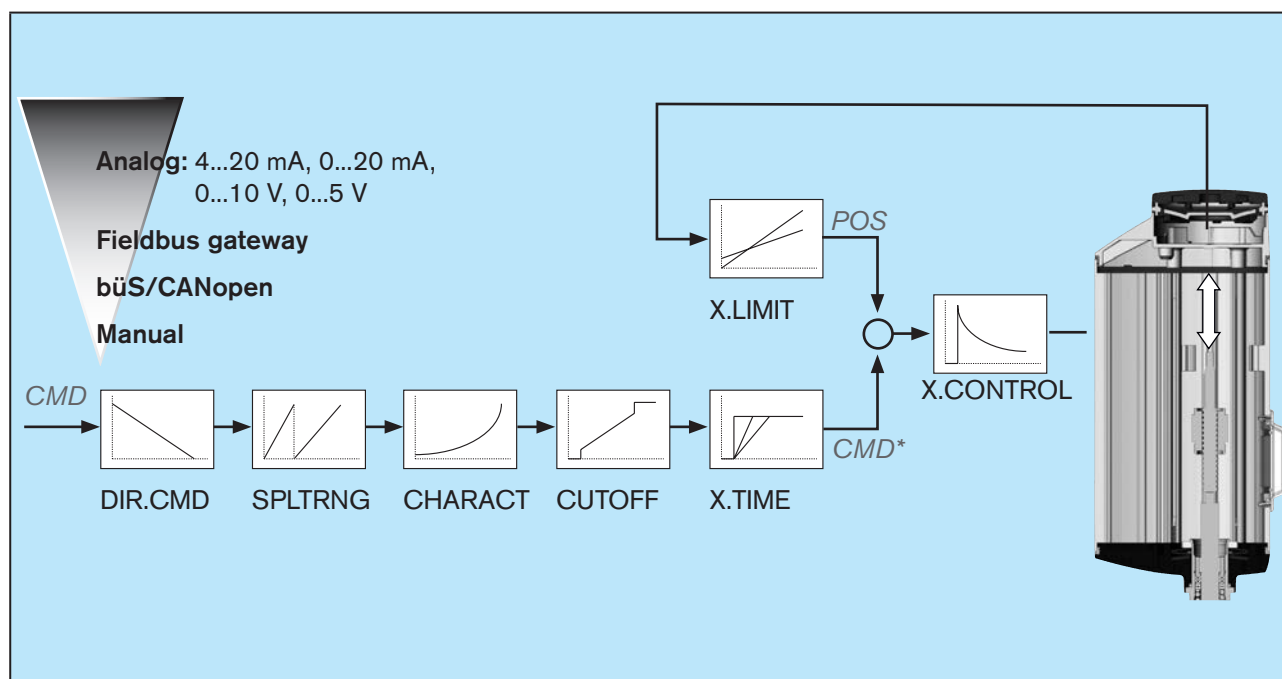 Analog: 4...20 mA, 0...20 mA,
0...10 V, 0...5 V
Fieldbus gateway
büS/CANopen
Manual
POS
X.LIMIT
X.CONTROL
CMD
CMD*
DIR.CMD
SPLTRNG
CHARACT
CUTOFF
X.TIME